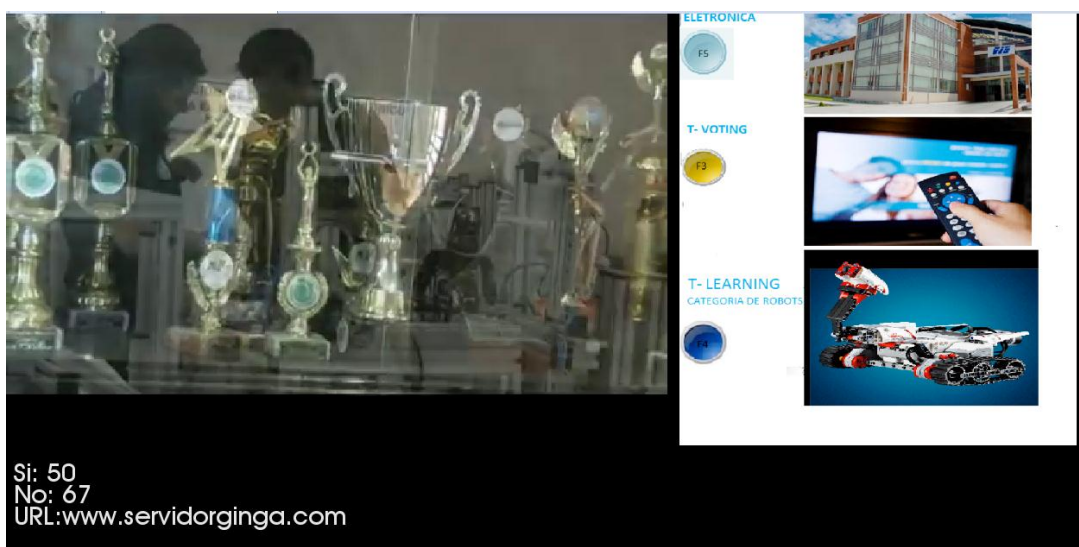 ELETRONICA
F5
T- VOTING
F3
T- LEARNING
CATEGORIA DE ROBOTS
F4
Si: 50
No: 67
URL:www.servidorginga.com